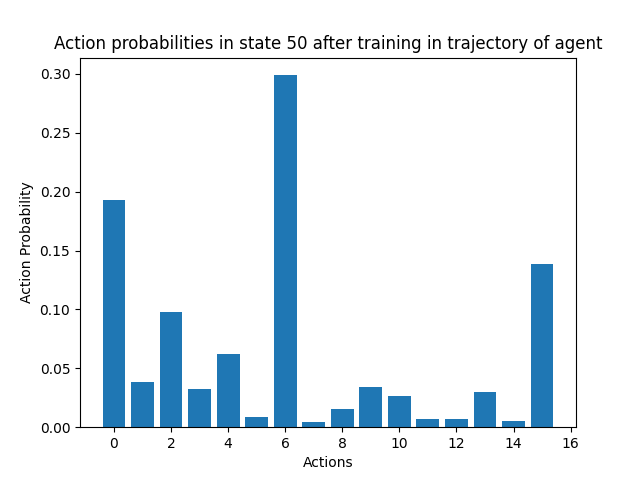 Action probabilities in state 50 after training in trajectory of agent
0.30
0.25
0.20
0.15
0.10
0.05
0.00
Action Probability
0 2 4 6 8 10 12 14 16
Actions